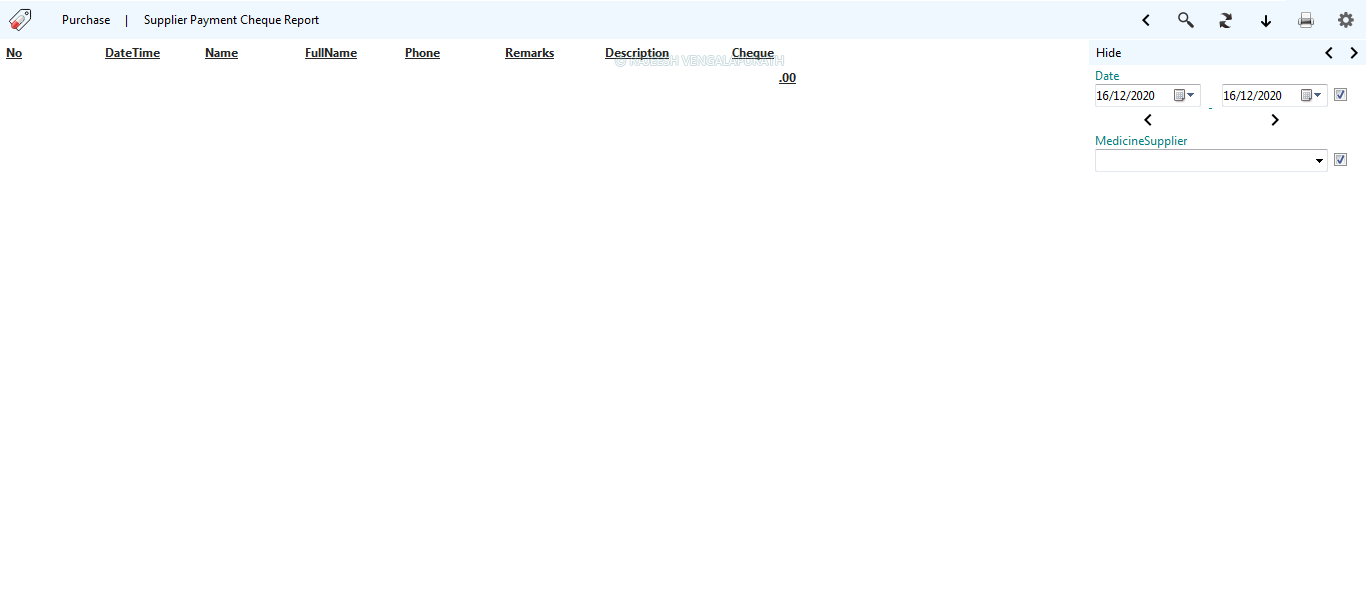 Purchase | Supplier Payment Cheque Report
No DateTime Name FullName Phone Remarks Description Cheque
© RAJEESH VENGALAPURATH
.00
Hide
Date
16/12/2020 - 16/12/2020
MedicineSupplier